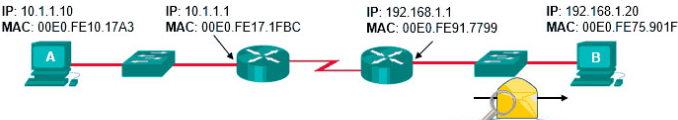 IP: 10.1.1.10
MAC: 00E0.FE10.17A3
IP: 10.1.1.1
MAC: 00E0.FE17.1FBC
IP: 192.168.1.1
MAC: 00E0.FE91.7799
IP: 192.168.1.20
MAC: 00E0.FE75.901F
A
B